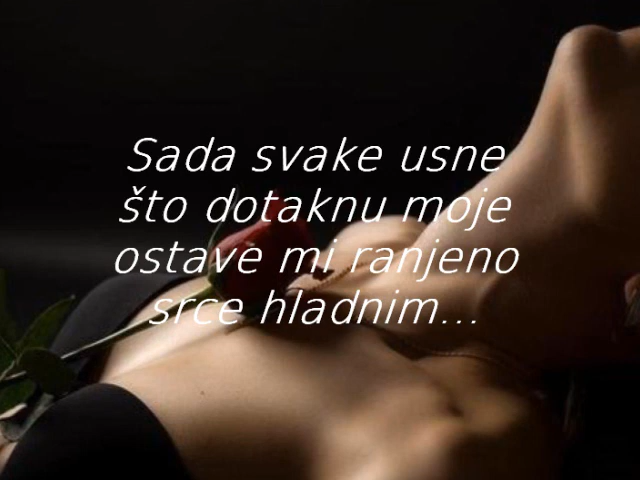 Sada svake usne
što dotaknu moje
ostave mi ranjeno
srce hladnim...